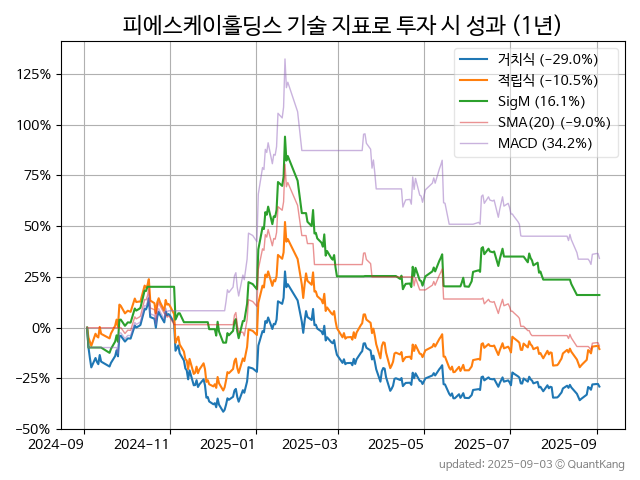 피에스케이홀딩스 기술 지표로 투자 시 성과 (1년)
거치식 (−29.0%)
적립식 (−10.5%)
SigM (16.1%)
SMA(20) (−9.0%)
MACD (34.2%)
125%
100%
75%
50%
25%
0%
−25%
−50%
2024-09 2024-11 2025-01 2025-03 2025-05 2025-07 2025-09
updated: 2025-09-03 © QuantKang